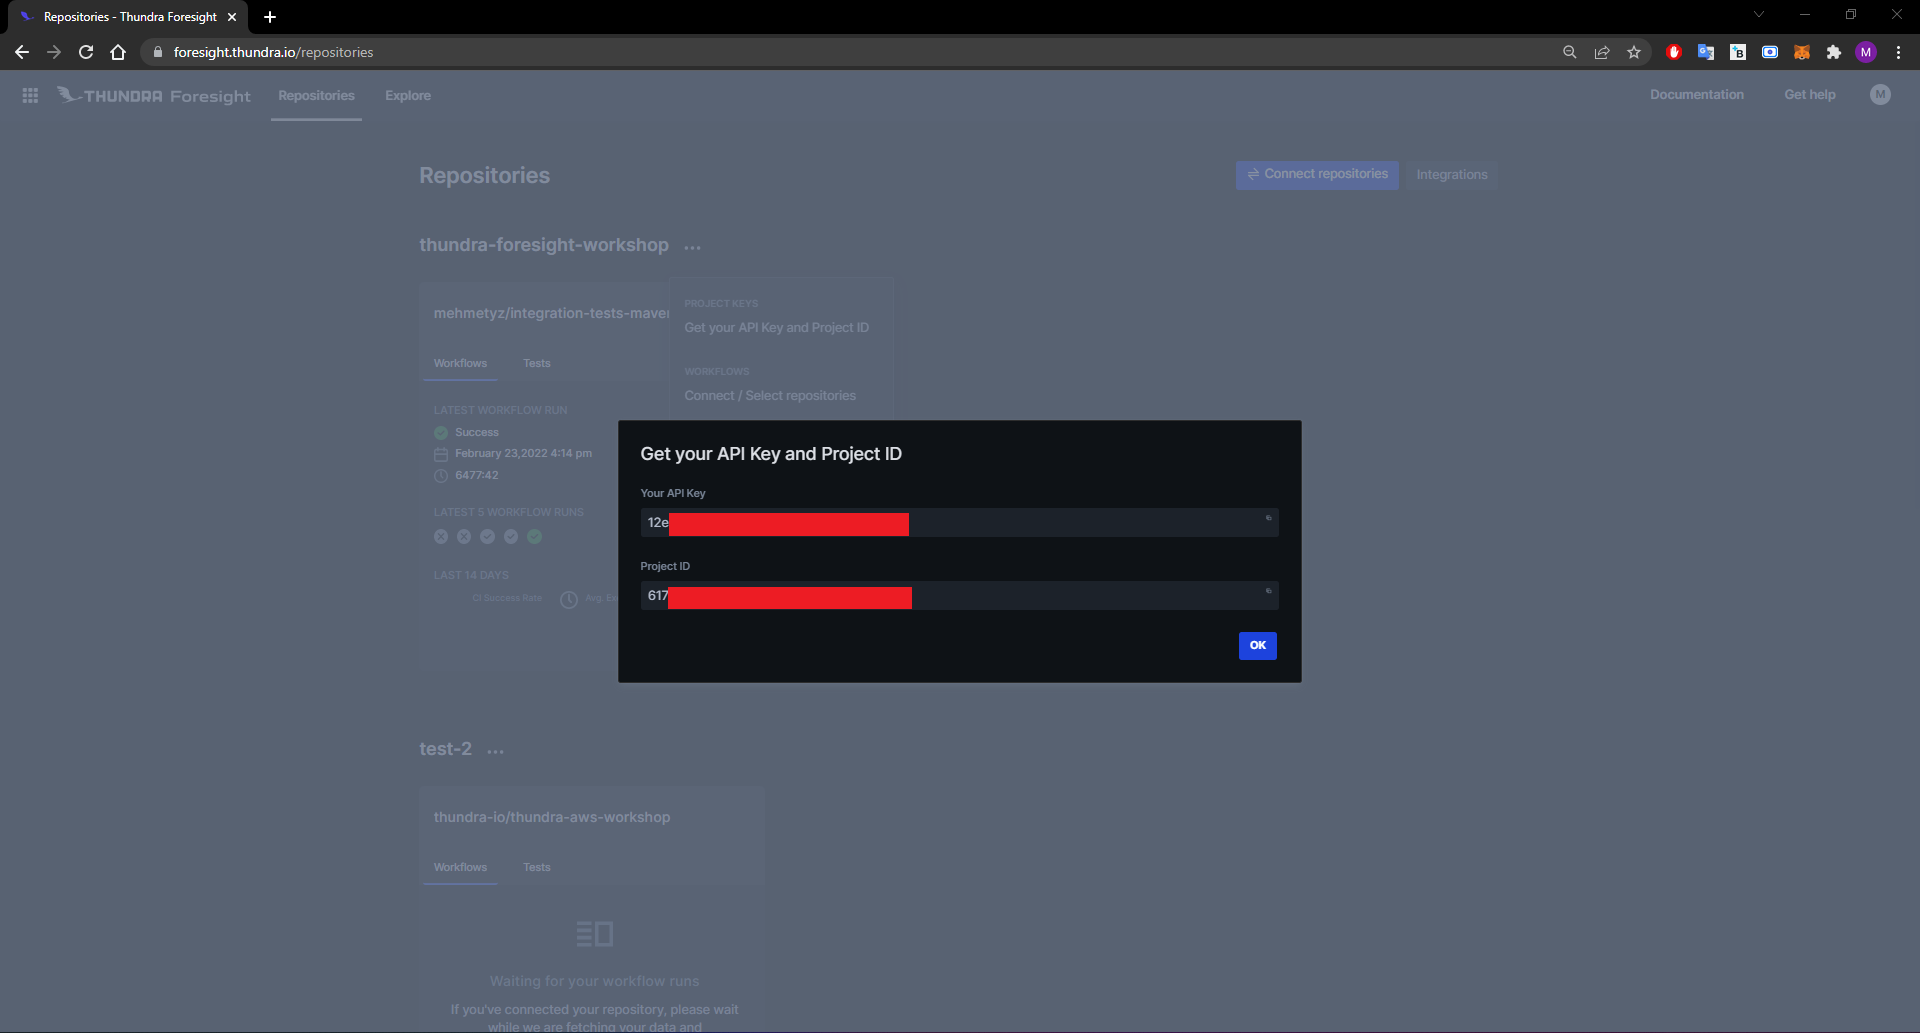 Repositories - Thundra Foresight
foresight.thundra.io/repositories
M
THUNDRA Foresight
Repositories
Explore
Documentation
Get help
M
Repositories
Connect repositories
Integrations
thundra-foresight-workshop ...
mehmetyz/integration-tests-maven
PROJECT KEYS
Get your API Key and Project ID
Workflows
Tests
WORKFLOWS
Connect / Select repositories
LATEST WORKFLOW RUN
Success
February 23,2022 4:14 pm
6477:42
LATEST 5 WORKFLOW RUNS
LAST 14 DAYS
CI Success Rate
Avg. Ex
Get your API Key and Project ID
Your API Key
12e
Project ID
617
OK
test-2 ...
thundra-io/thundra-aws-workshop
Workflows
Tests
Waiting for your workflow runs
If you've connected your repository, please wait
while we are fetching your data and